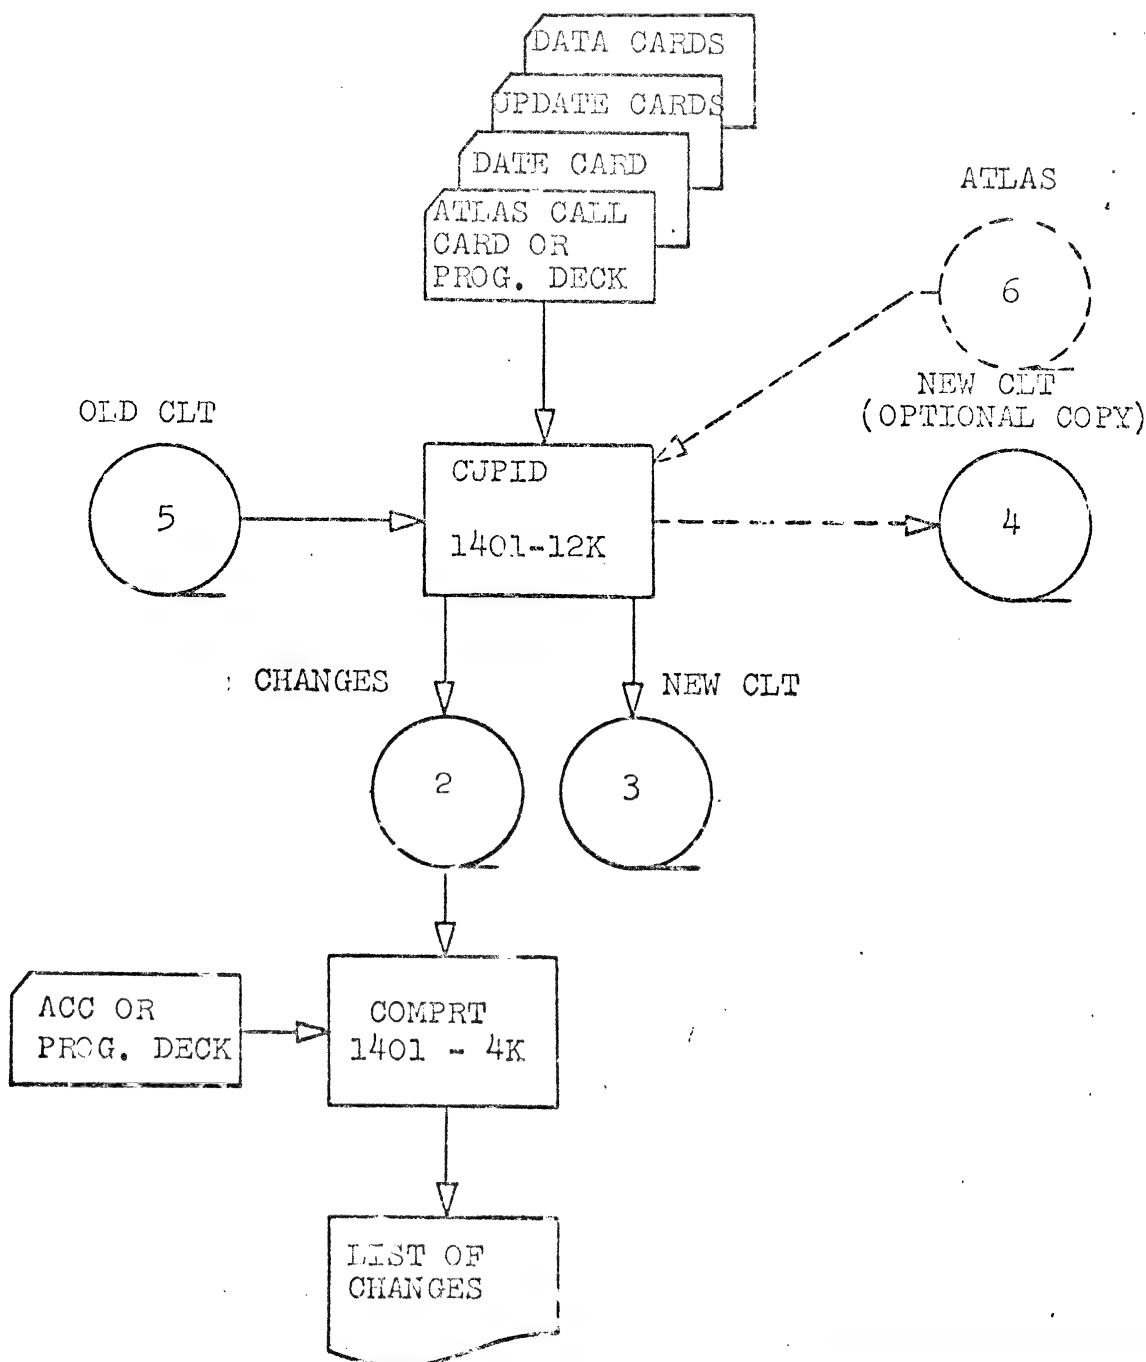 DATA CARDS
UPDATE CARDS
DATE CARD
ATLAS CALL
CARD OR
PROG. DECK
ATLAS
6
NEW CLT
(OPTIONAL COPY)
OLD CLT
5
CUPID
1401-12K
4
CHANGES
NEW CLT
2
3
ACC OR
PROG. DECK
COMPRT
1401 - 4K
LIST OF
CHANGES